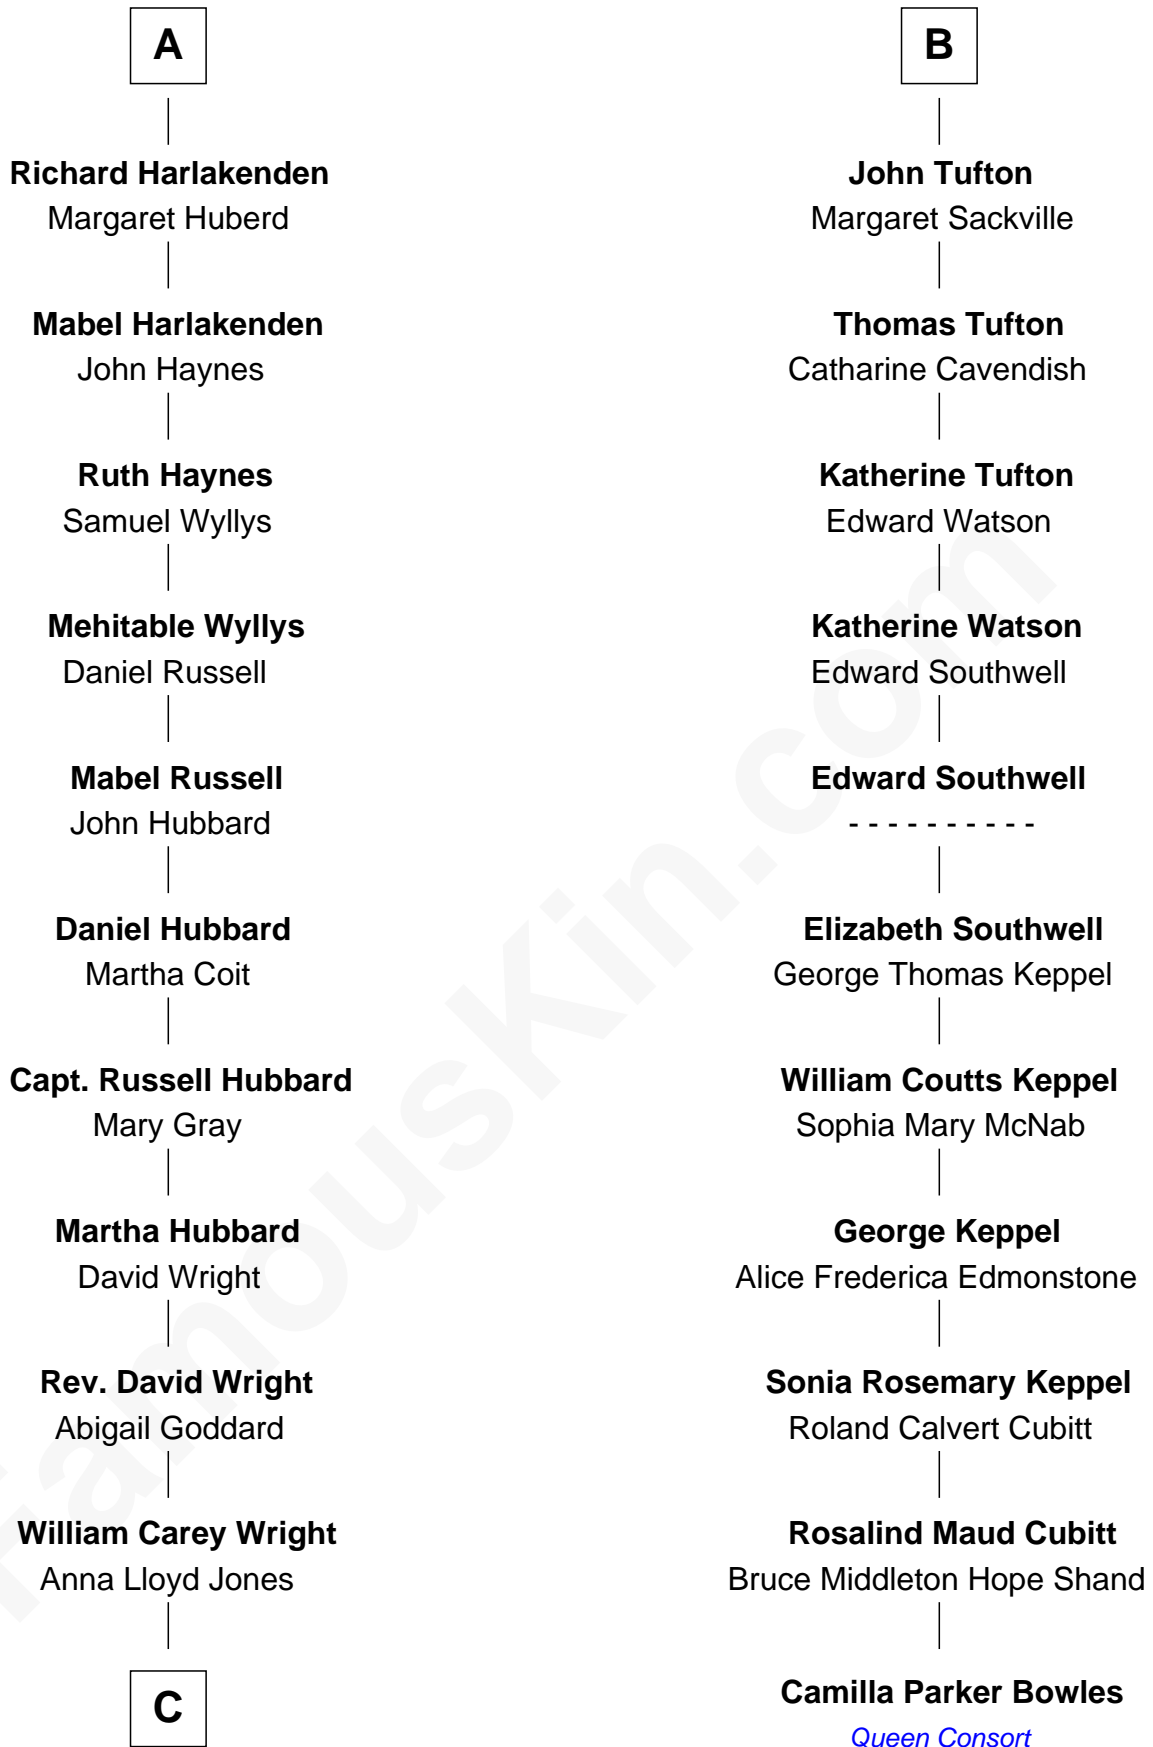 A
Richard Harlakenden
Margaret Huberd
Mabel Harlakenden
John Haynes
Ruth Haynes
Samuel Wyllys
Mehitable Wyllys
Daniel Russell
Mabel Russell
John Hubbard
Daniel Hubbard
Martha Coit
Capt. Russell Hubbard
Mary Gray
Martha Hubbard
David Wright
Rev. David Wright
Abigail Goddard
William Carey Wright
Anna Lloyd Jones
C
B
John Tufton
Margaret Sackville
Thomas Tufton
Catharine Cavendish
Katherine Tufton
Edward Watson
Katherine Watson
Edward Southwell
Edward Southwell
- - - - - - - - - -
Elizabeth Southwell
George Thomas Keppel
William Coutts Keppel
Sophia Mary McNab
George Keppel
Alice Frederica Edmonstone
Sonia Rosemary Keppel
Roland Calvert Cubitt
Rosalind Maud Cubitt
Bruce Middleton Hope Shand
Camilla Parker Bowles
Queen Consort
FamousKin.com